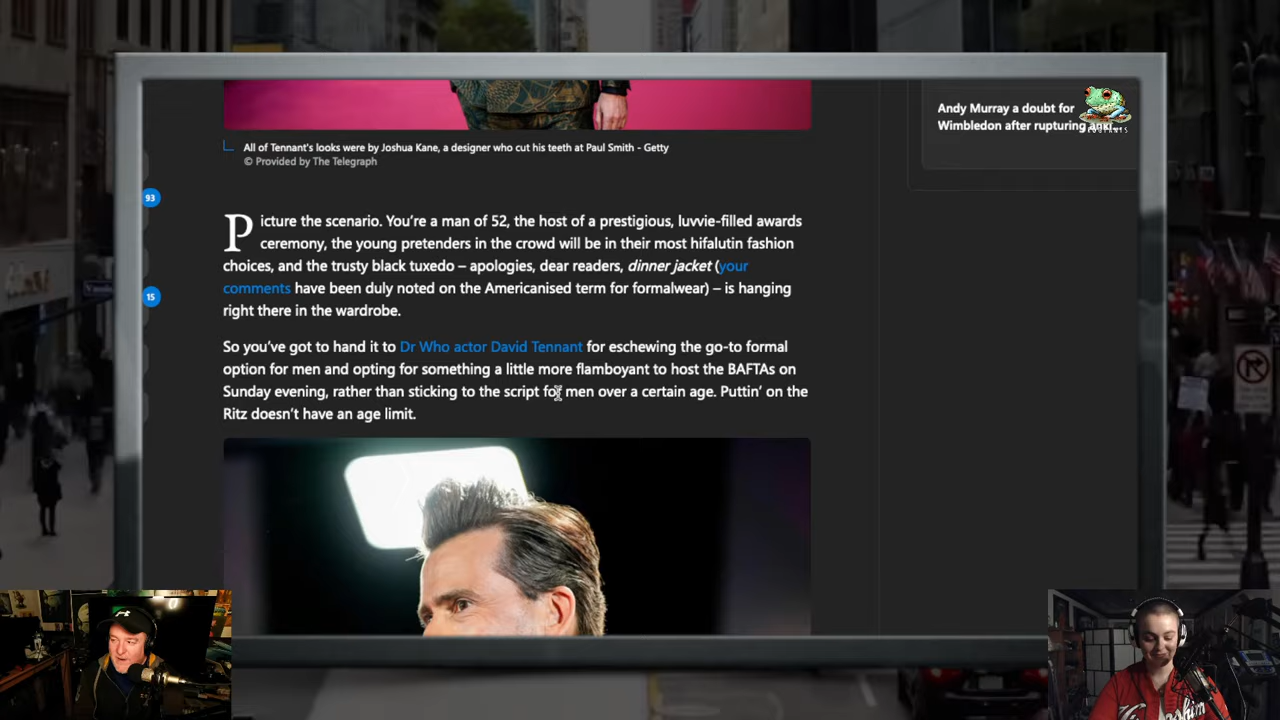 Andy Murray a doubt for
Wimbledon after rupturing
All of Tennant's looks were by Joshua Kane, a designer who cut his teeth at Paul Smith - Getty
© Provided by The Telegraph
93
Picture the scenario. You're a man of 52, the host of a prestigious, luvvie-filled awards
ceremony, the young pretenders in the crowd will be in their most hifalutin fashion
choices, and the trusty black tuxedo – apologies, dear readers, dinner jacket (your
comments have been duly noted on the Americanised term for formalwear) – is hanging
15
right there in the wardrobe.
So you've got to hand it to Dr Who actor David Tennant for eschewing the go-to formal
option for men and opting for something a little more flamboyant to host the BAFTAs on
Sunday evening, rather than sticking to the script for men over a certain age. Puttin' on the
Ritz doesn't have an age limit.